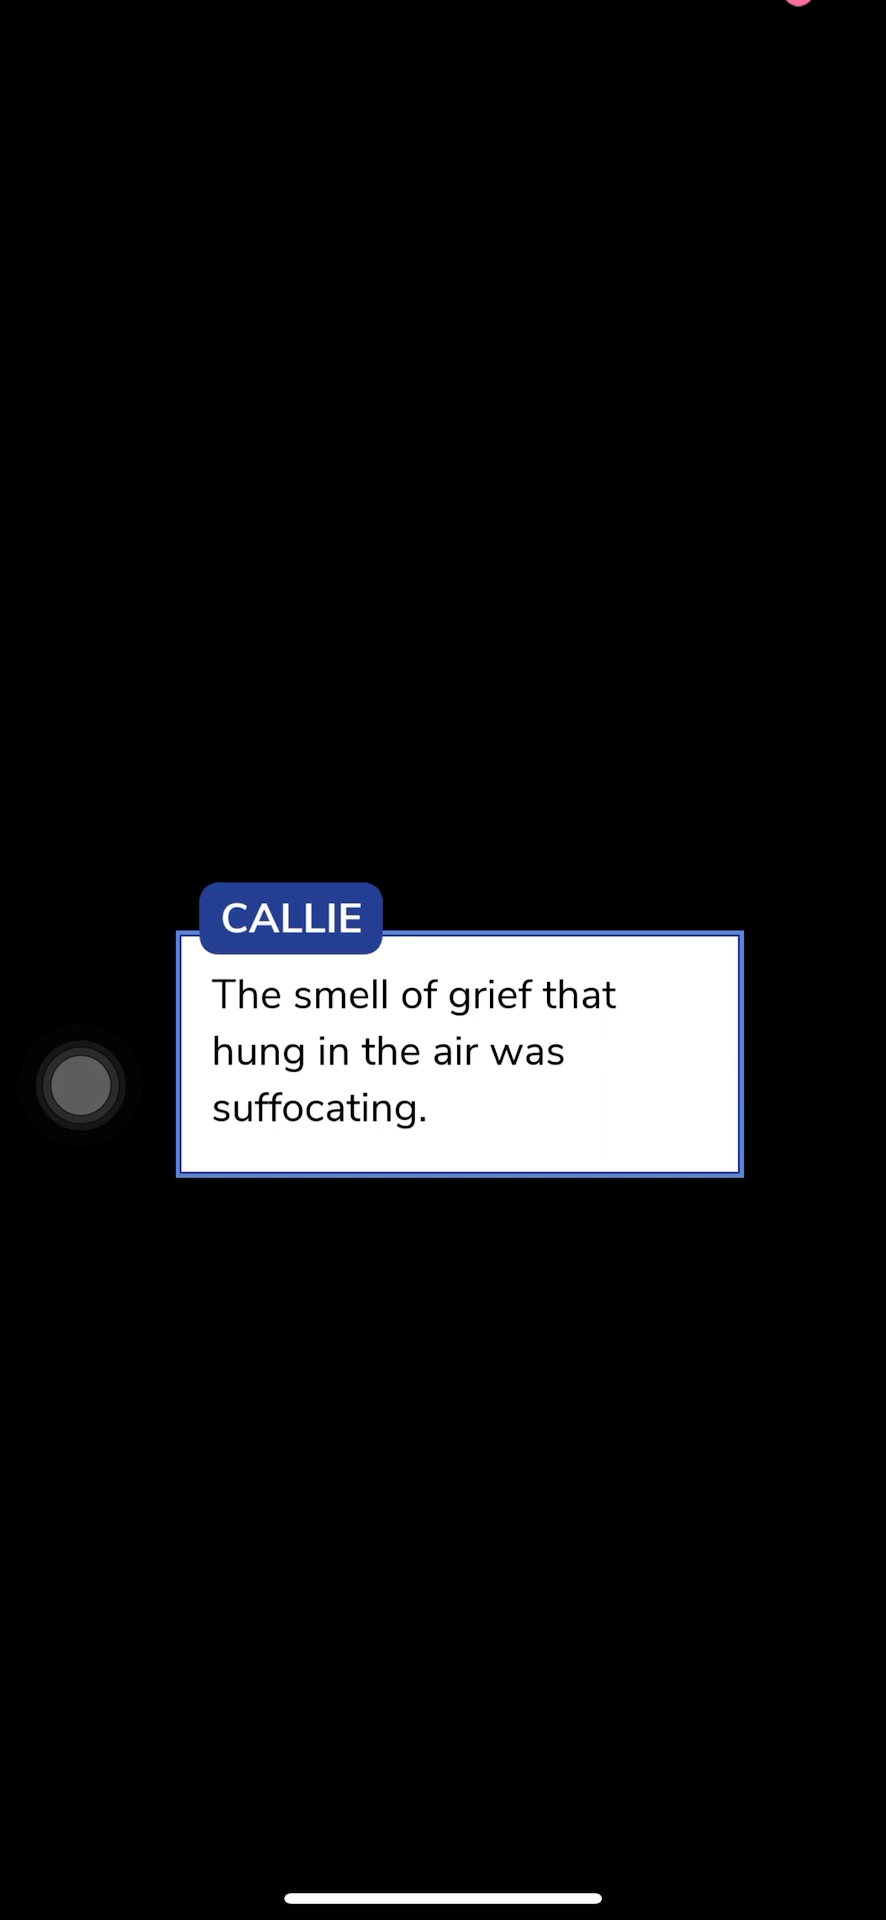 CALLIE
The smell of grief that
hung in the air was
suffocating.